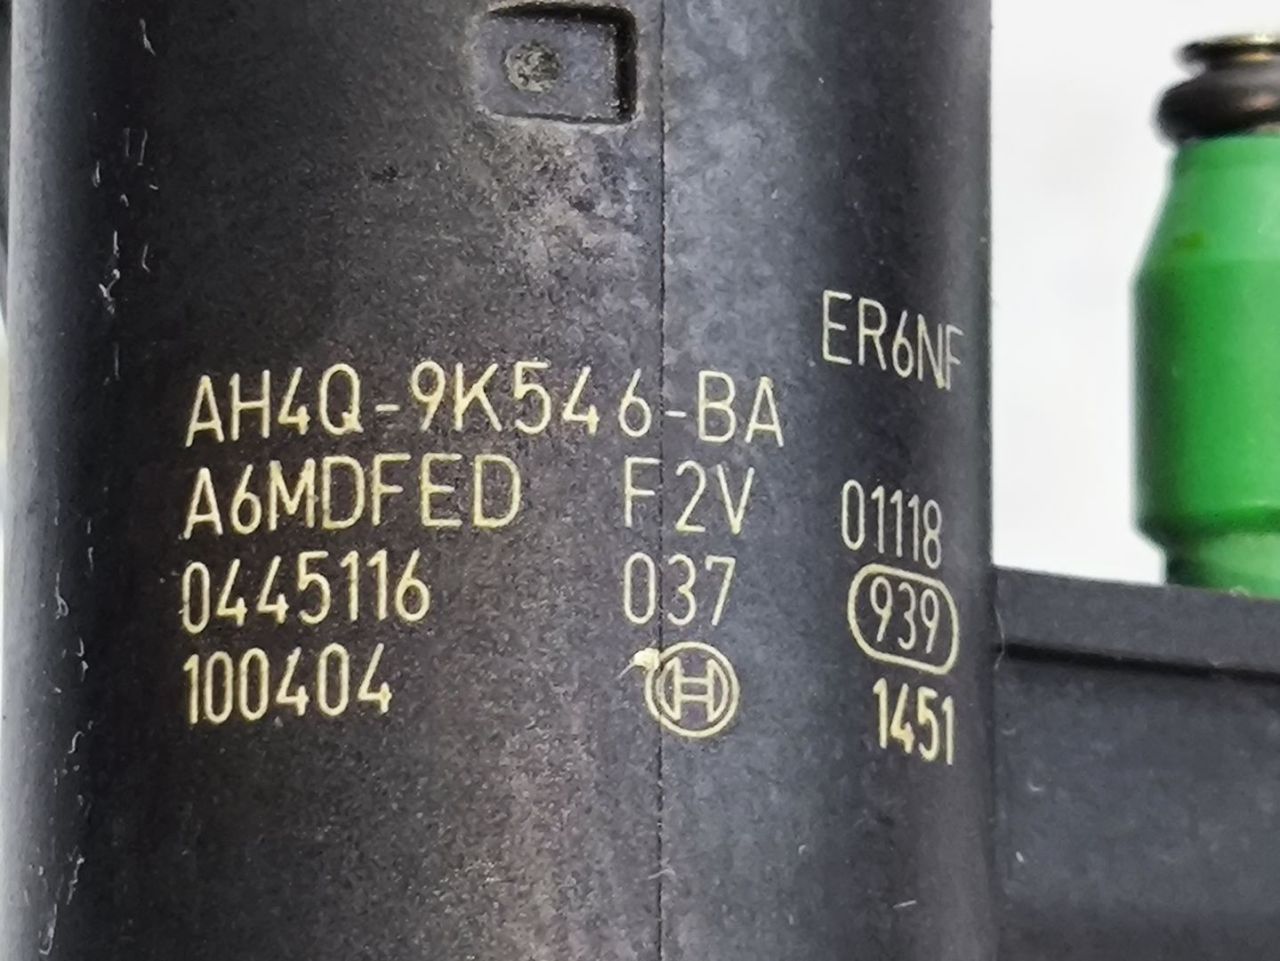 ER6NF
AH4Q-9K546-BA
A6MDFED F2V 01118
0445116 037 939
100404 1451